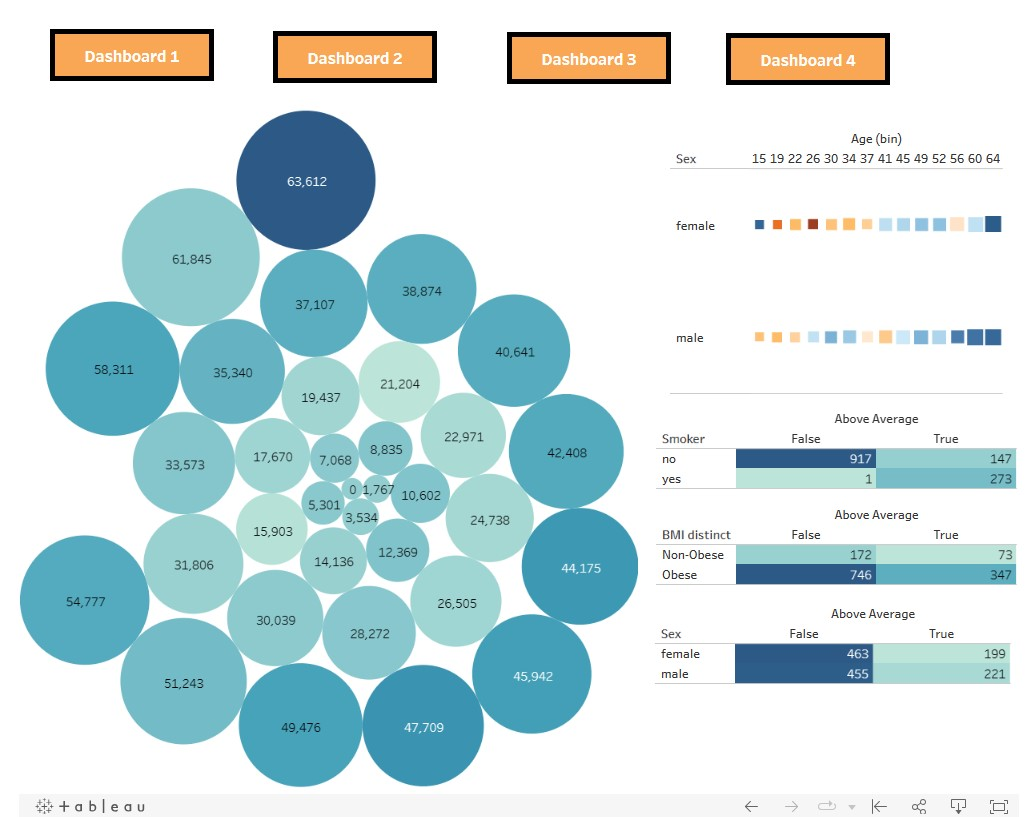 Dashboard 1
Dashboard 2
Dashboard 3
Dashboard 4
63,612
61,845
37,107
38,874
40,641
58,311
35,340
19,437
21,204
22,971
42,408
33,573
17,670
7,068
8,835
0
1,767
10,602
5,301
3,534
24,738
15,903
14,136
12,369
31,806
44,175
54,777
30,039
28,272
26,505
51,243
49,476
47,709
45,942
Age (bin)
Sex 15 19 22 26 30 34 37 41 45 49 52 56 60 64
female
male
Above Average
Smoker False True
no 917 147
yes 1 273
Above Average
BMI distinct False True
Non-Obese 172 73
Obese 746 347
Above Average
Sex False True
female 463 199
male 455 221
+ableau